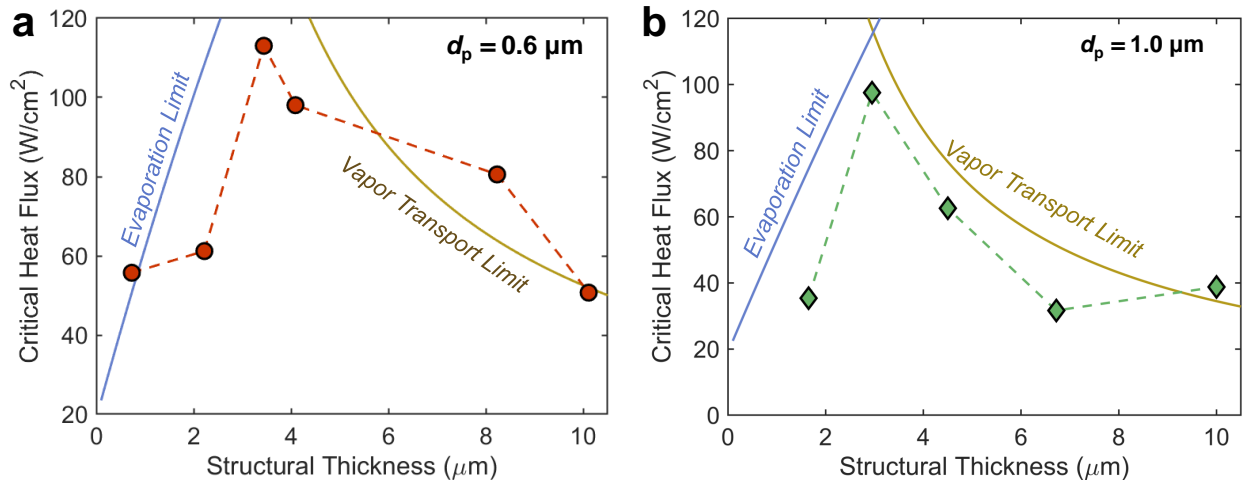 a
d_p = 0.6 μm
Critical Heat Flux (W/cm²)
120
100
80
60
40
20
Evaporation Limit
Vapor Transport Limit
0
2
4
6
8
10
Structural Thickness (μm)
b
d_p = 1.0 μm
Critical Heat Flux (W/cm²)
120
100
80
60
40
20
0
Evaporation Limit
Vapor Transport Limit
0
2
4
6
8
10
Structural Thickness (μm)